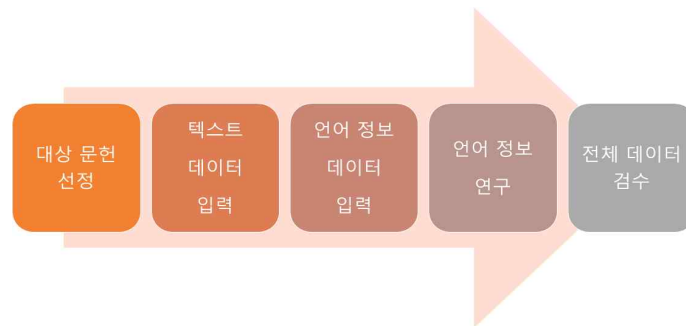 대상 문헌
선정
텍스트
데이터
입력
언어 정보
데이터
입력
언어 정보
연구
전체 데이터
검수